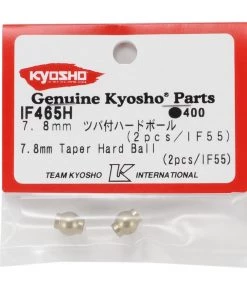 KYOSHO
Genuine Kyosho® Parts
IF465H ●400
7.8mm ツバ付ハードボール
(2pcs/IF55)
7.8mm Taper Hard Ball
(2pcs/IF55)
TEAM KYOSHO K INTERNATIONAL